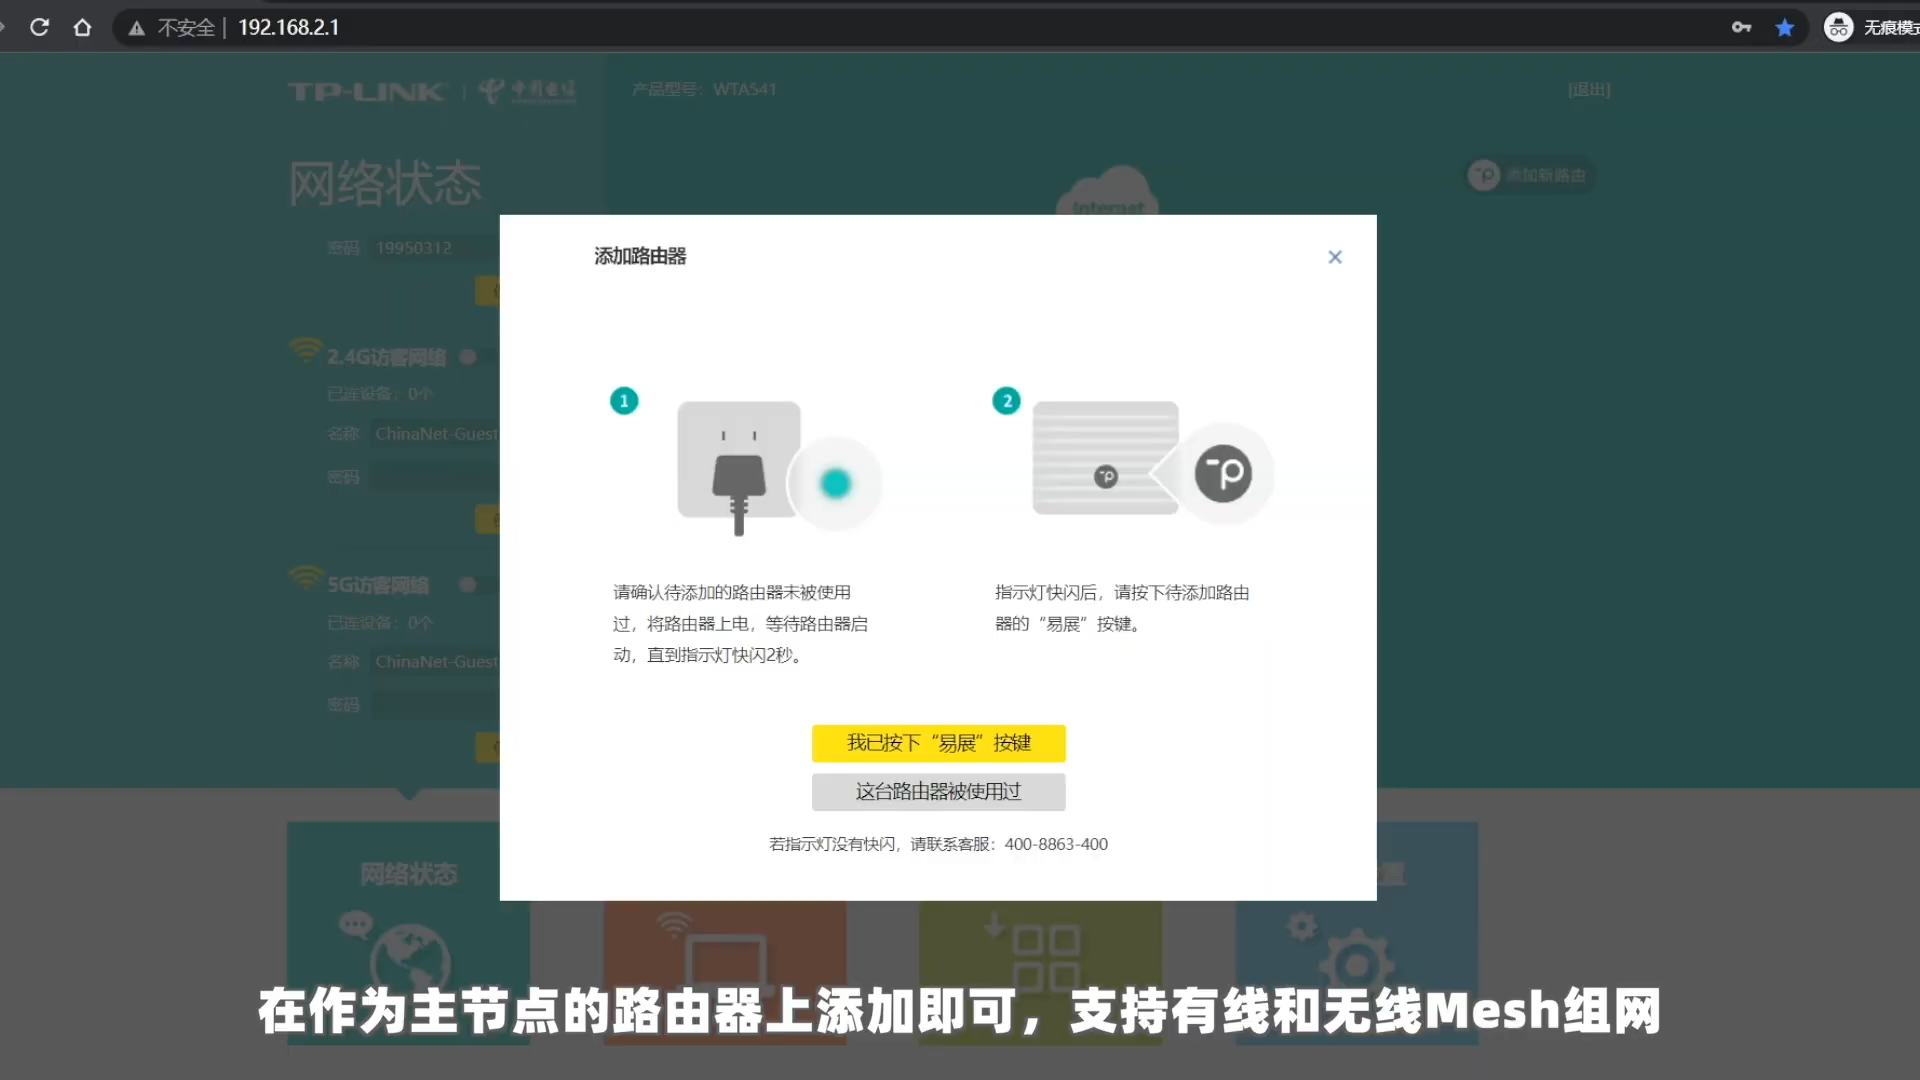 不安全 192.168.2.1
无痕模式
TP-LINK 中国电信
产品型号：WTA541
[退出]
网络状态
Internet
添加新路由
密码 19950312
添加路由器
2.4G访客网络
已连设备：0个
名称 ChinaNet-Guest
密码
1
2
请确认待添加的路由器未被使用
过，将路由器上电，等待路由器启
动，直到指示灯快闪2秒。
指示灯快闪后，请按下待添加路由
器的“易展”按键。
5G访客网络
已连设备：0个
名称 ChinaNet-Guest
密码
我已按下“易展”按键
这台路由器被使用过
若指示灯没有快闪，请联系客服：400-8863-400
网络状态
在作为主节点的路由器上添加即可，支持有线和无线Mesh组网